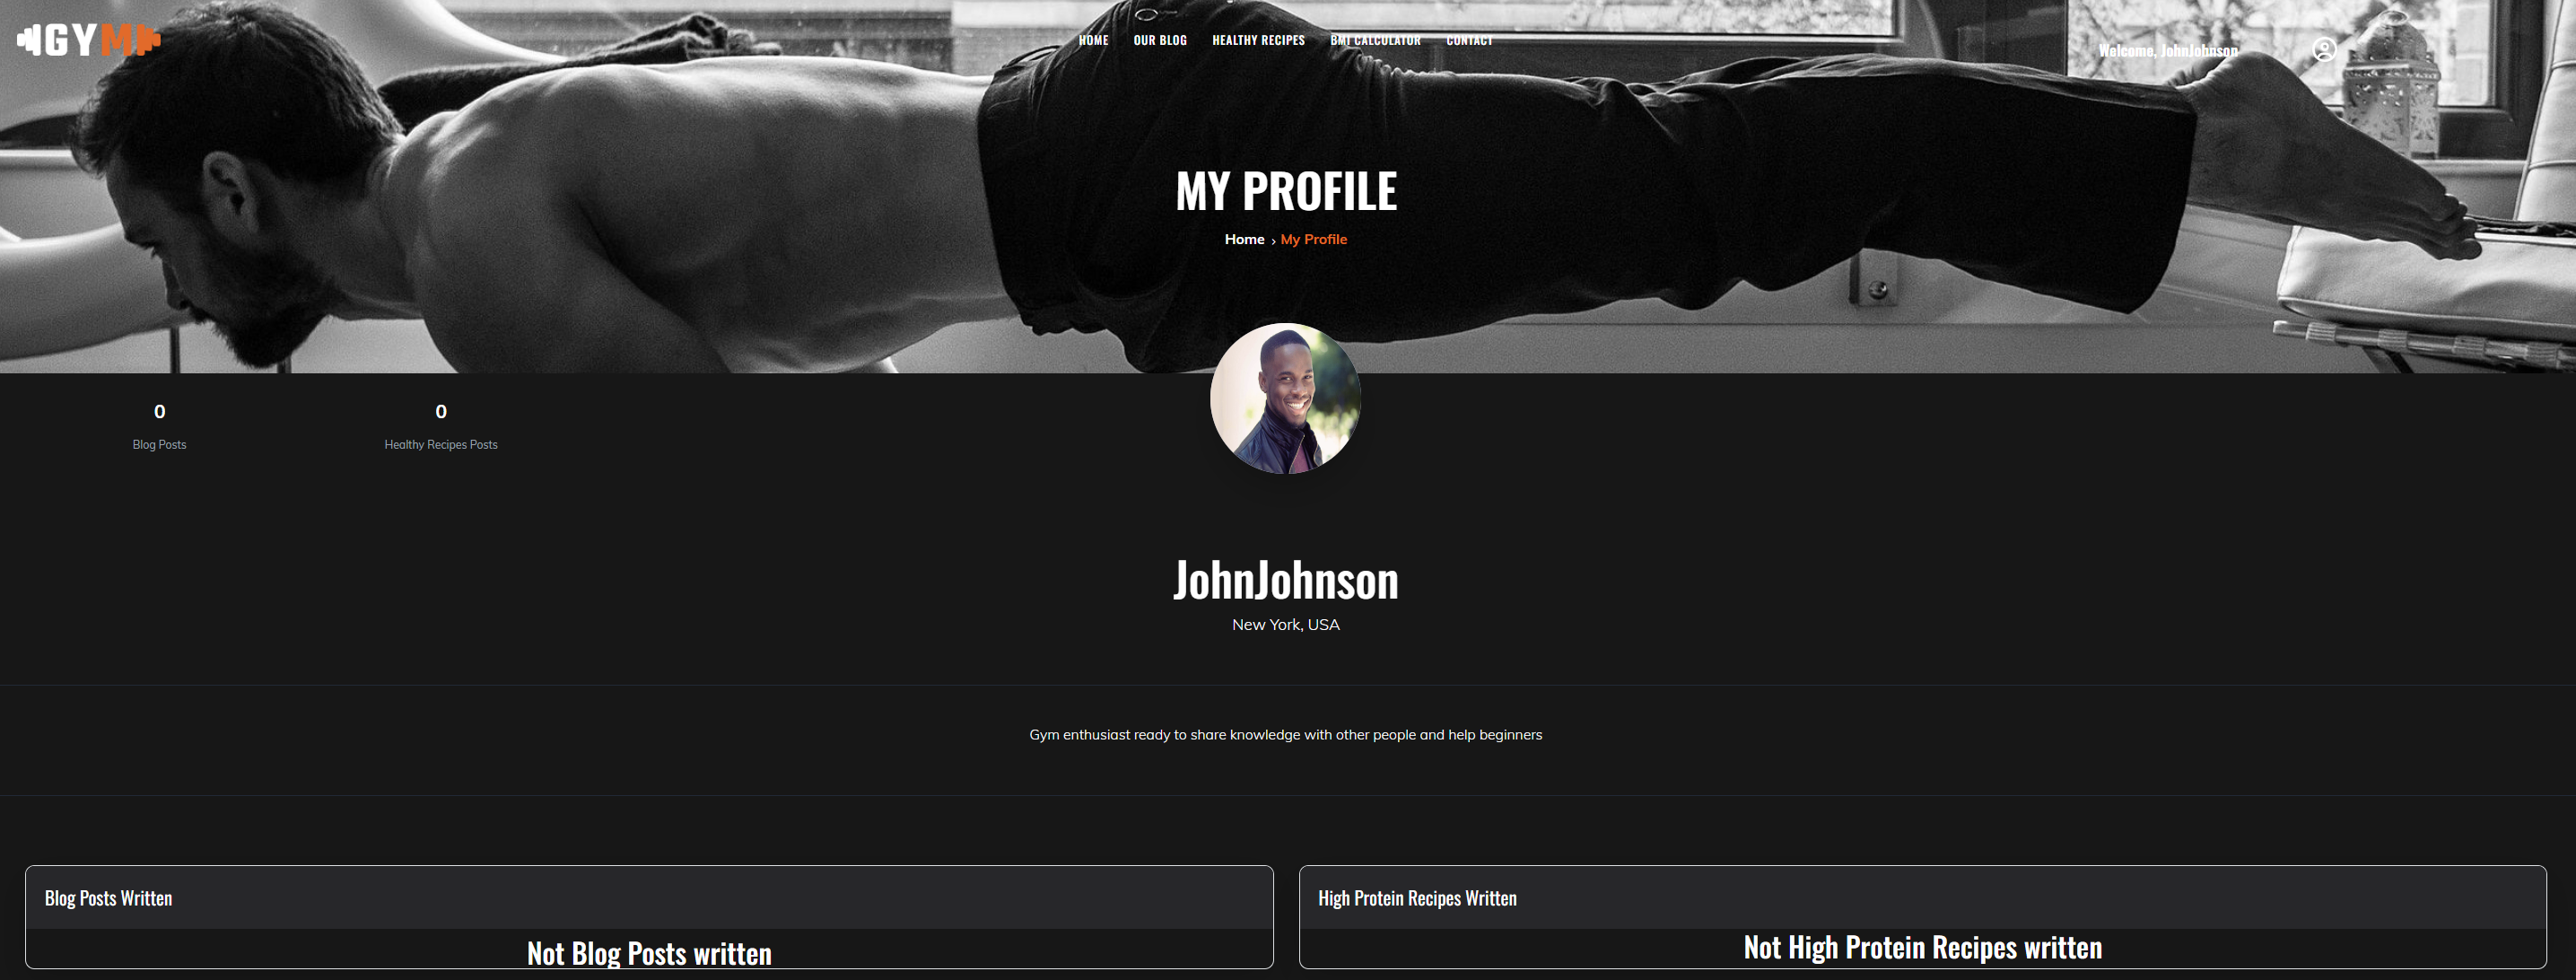 GYM
HOME OUR BLOG HEALTHY RECIPES BMI CALCULATOR CONTACT
Welcome, JohnJohnson
MY PROFILE
Home › My Profile
0
Blog Posts
0
Healthy Recipes Posts
JohnJohnson
New York, USA
Gym enthusiast ready to share knowledge with other people and help beginners
Blog Posts Written
Not Blog Posts written
High Protein Recipes Written
Not High Protein Recipes written